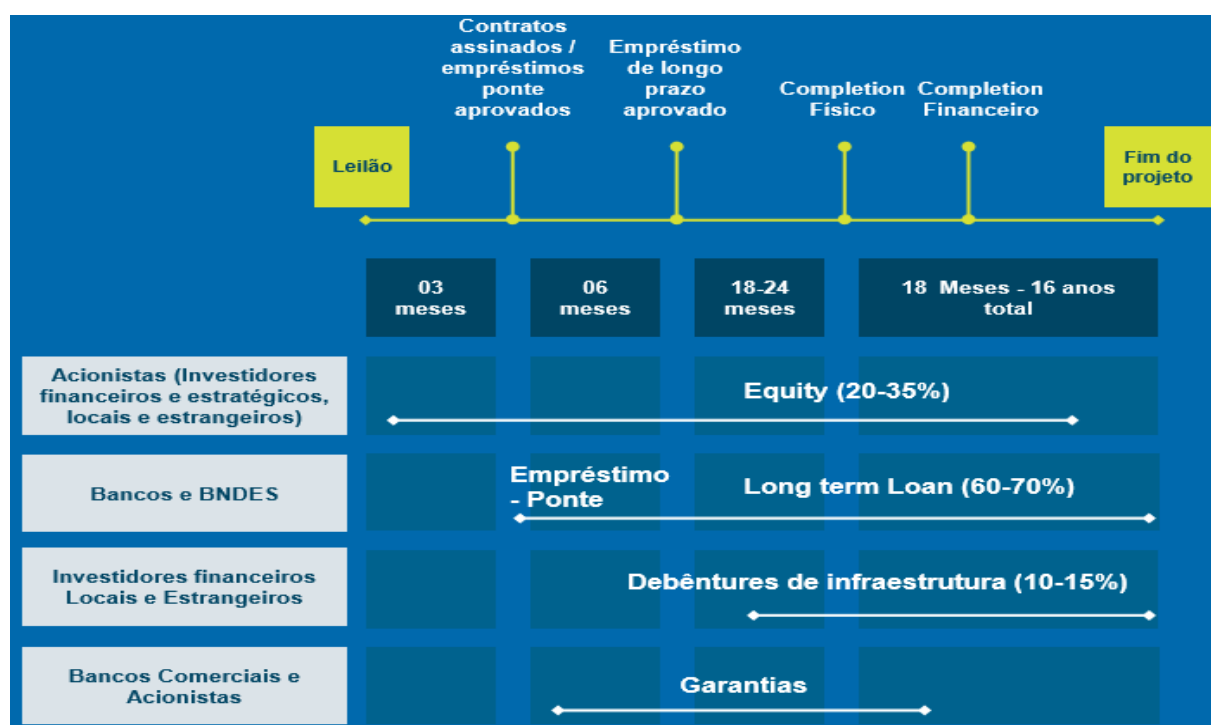 Contratos
assinados /
empréstimos
ponte
aprovados
Empréstimo
de longo
prazo
aprovado
Completion
Físico
Completion
Financeiro
Leilão
Fim do
projeto
03
meses
06
meses
18-24
meses
18 Meses - 16 anos
total
Acionistas (Investidores
financeiros e estratégicos,
locais e estrangeiros)
Equity (20-35%)
Bancos e BNDES
Empréstimo
- Ponte
Long term Loan (60-70%)
Investidores financeiros
Locais e Estrangeiros
Debêntures de infraestrutura (10-15%)
Bancos Comerciais e
Acionistas
Garantias